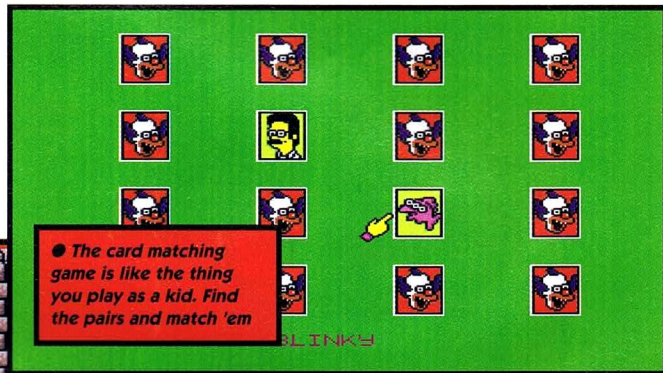 ● The card matching
game is like the thing
you play as a kid. Find
the pairs and match 'em
BLINKY